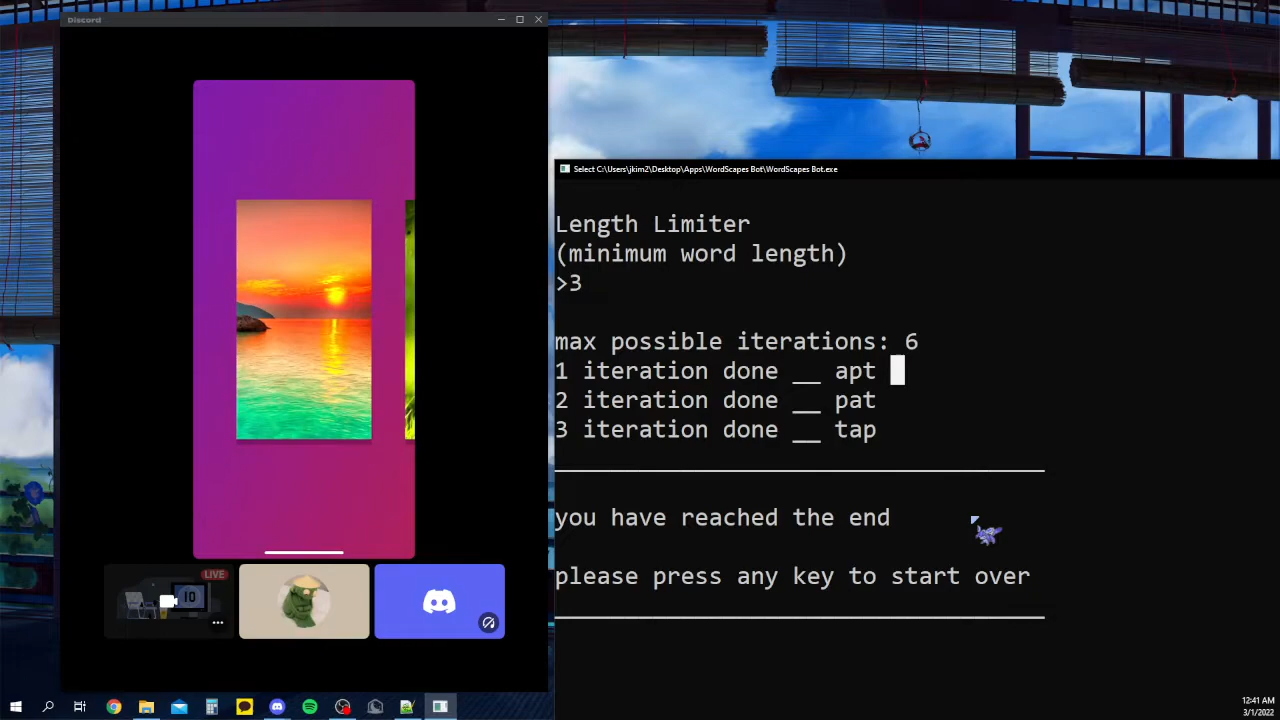 Discord
Select C:\Users\jkim2\Desktop\Apps\WordScapes Bot\WordScapes Bot.exe
Length Limiter
(minimum word length)
>3
max possible iterations: 6
1 iteration done __ apt
2 iteration done __ pat
3 iteration done __ tap
you have reached the end
please press any key to start over
LIVE
10
12:41 AM
3/1/2022